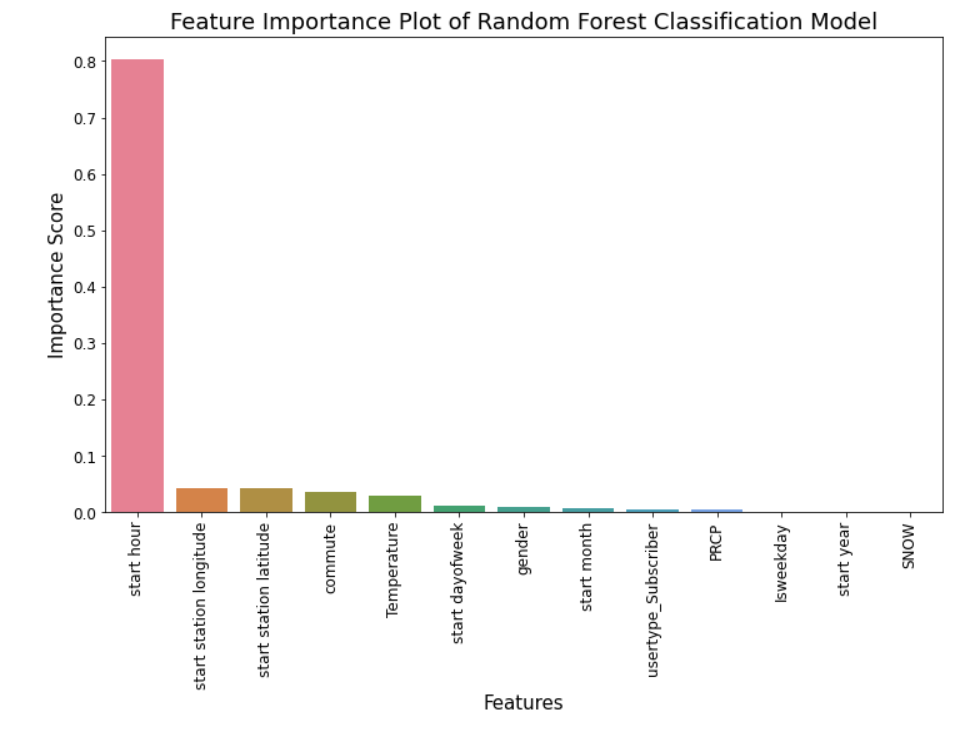 Feature Importance Plot of Random Forest Classification Model
Importance Score
0.8
0.7
0.6
0.5
0.4
0.3
0.2
0.1
0.0
start hour
start station longitude
start station latitude
commute
Temperature
start dayofweek
gender
start month
usertype_Subscriber
PRCP
Isweekday
start year
SNOW
Features